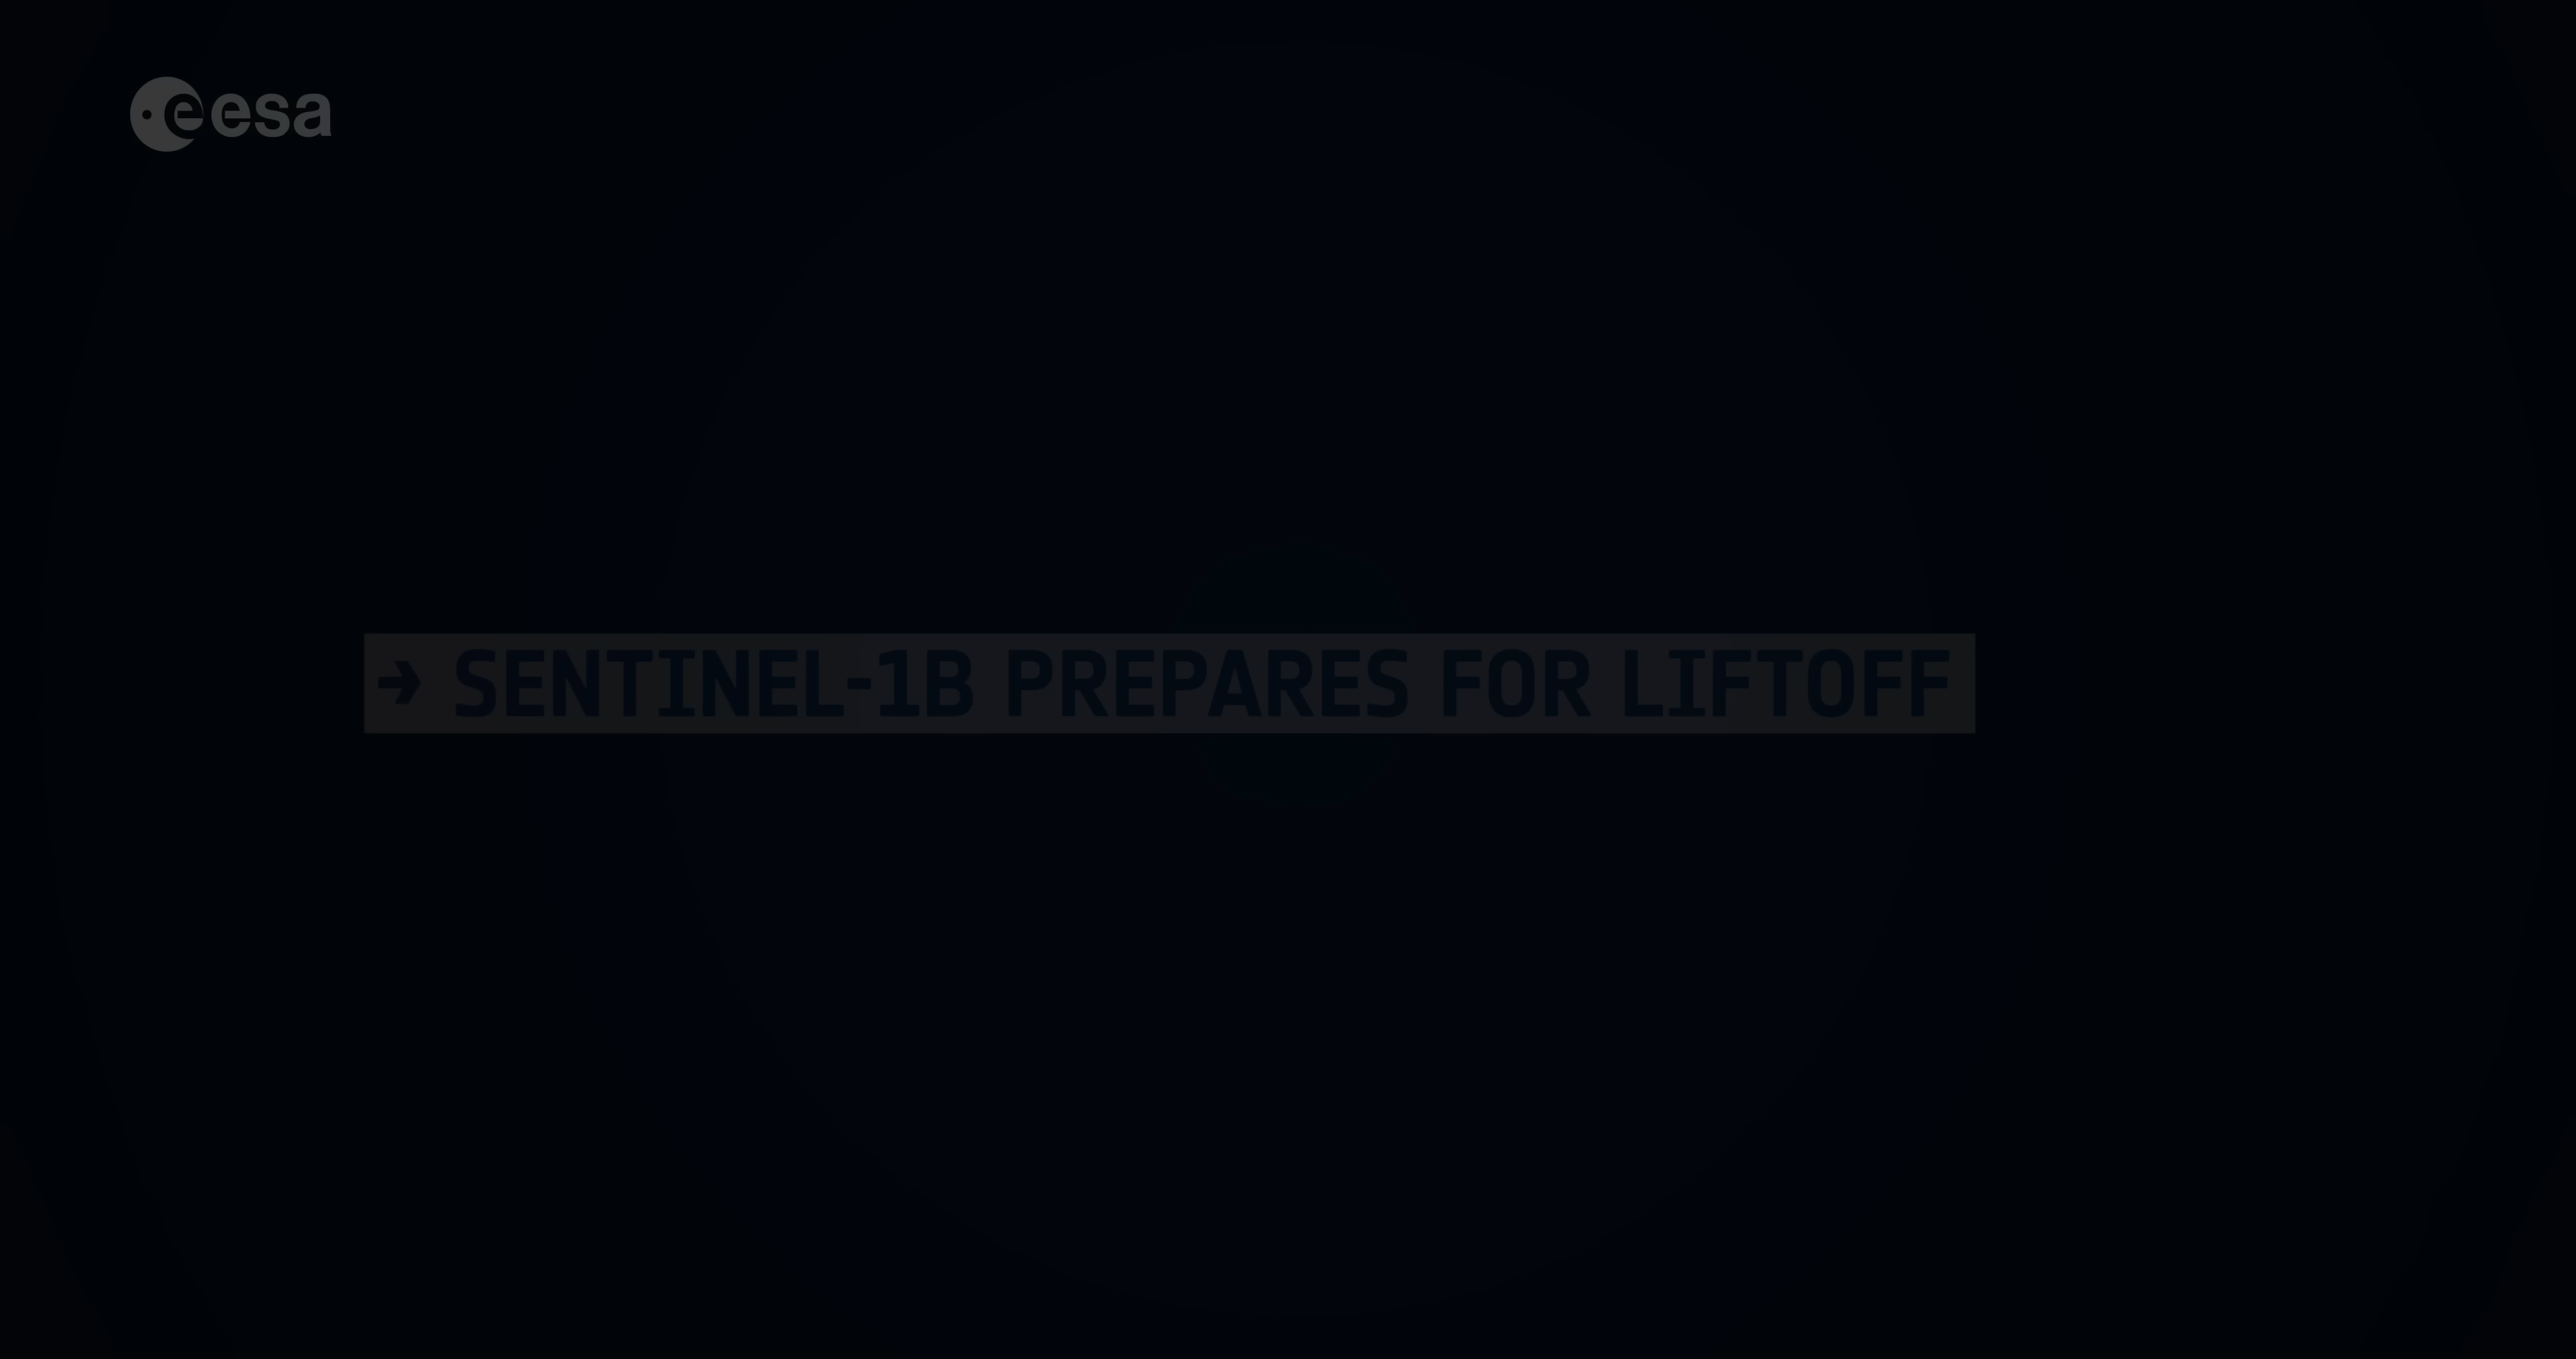 esa
→ SENTINEL-1B PREPARES FOR LIFTOFF